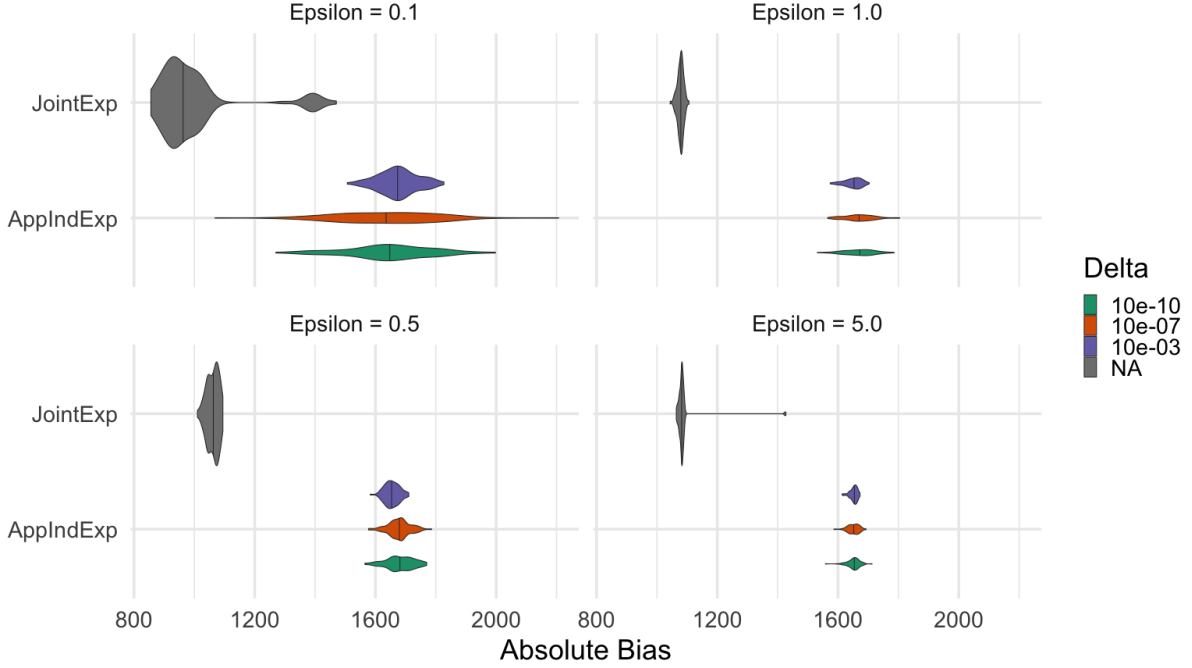 Epsilon = 0.1
Epsilon = 1.0
JointExp
AppIndExp
Epsilon = 0.5
Epsilon = 5.0
JointExp
AppIndExp
800
1200
1600
2000
800
1200
1600
2000
Absolute Bias
Delta
10e-10
10e-07
10e-03
NA